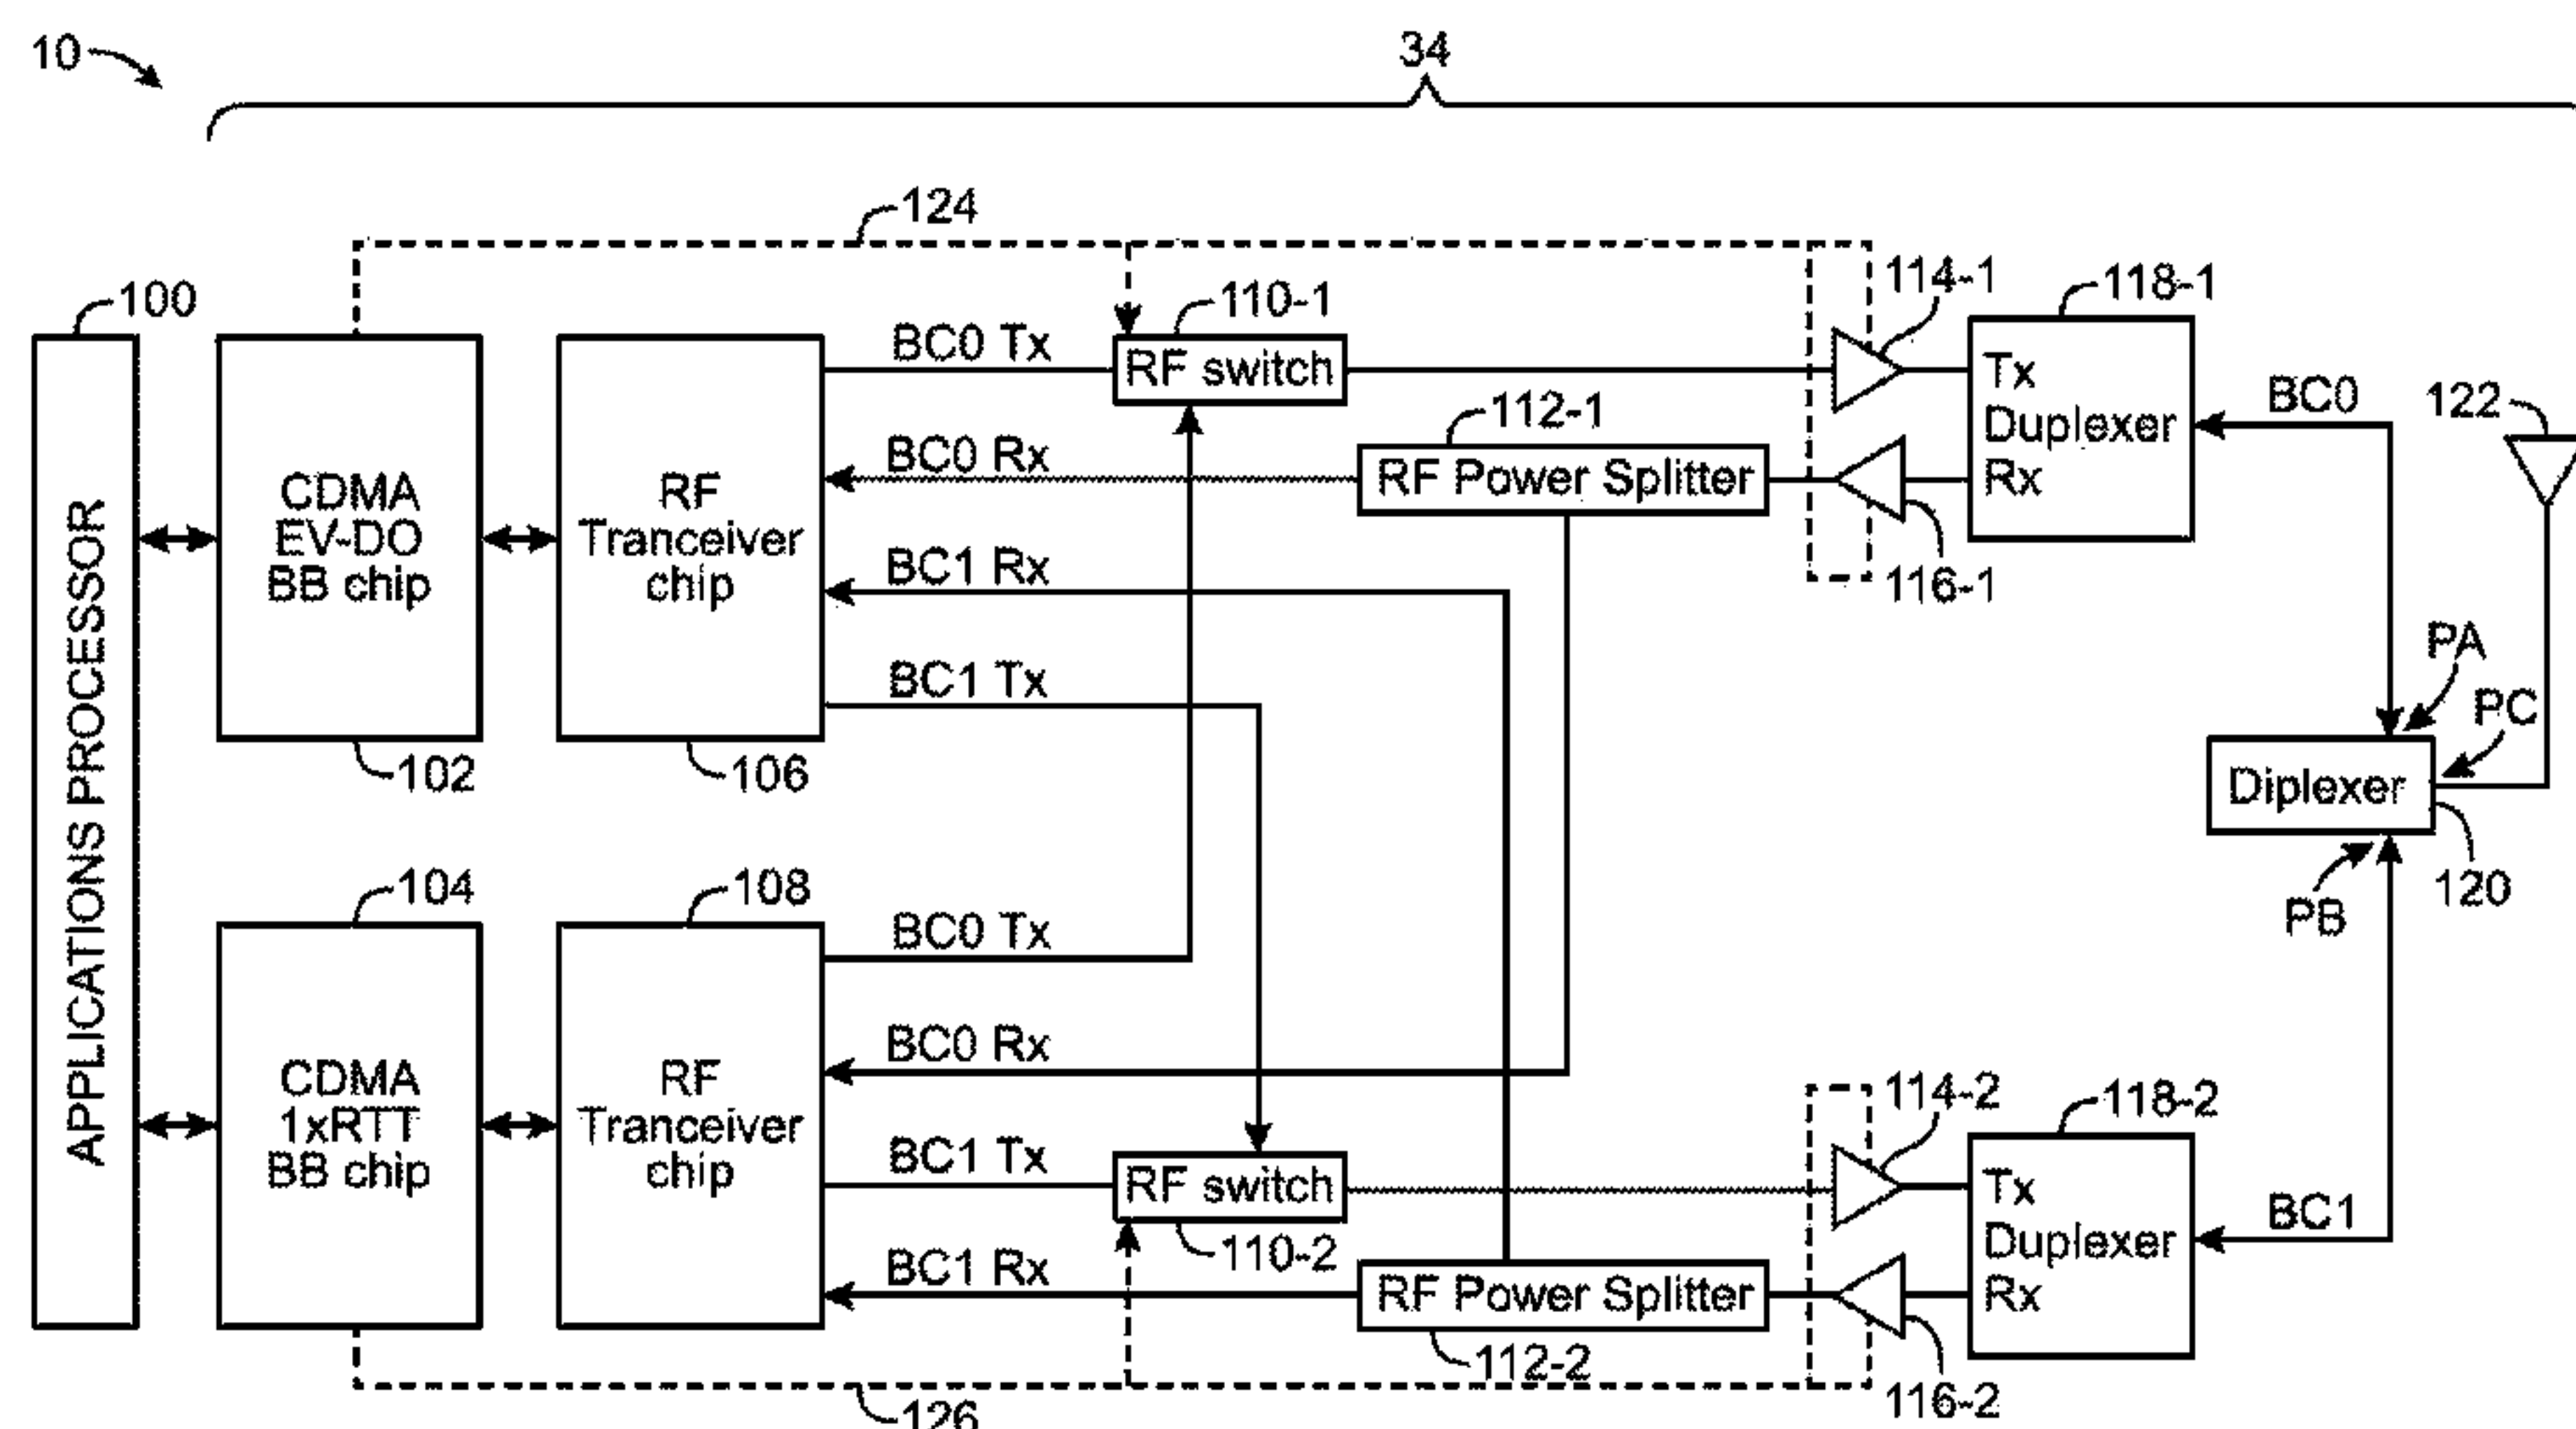 10
34
124
100
110-1
114-1
118-1
BC0 Tx
RF switch
Tx
Duplexer
Rx
BC0
122
112-1
CDMA
EV-DO
BB chip
RF
Tranceiver
chip
BC0 Rx
RF Power Splitter
BC1 Rx
116-1
APPLICATIONS PROCESSOR
BC1 Tx
PA
PC
102
106
Diplexer
104
108
120
PB
BC0 Tx
CDMA
1xRTT
BB chip
RF
Tranceiver
chip
BC0 Rx
114-2
118-2
BC1 Tx
RF switch
Tx
Duplexer
Rx
BC1
110-2
BC1 Rx
RF Power Splitter
112-2
116-2
126